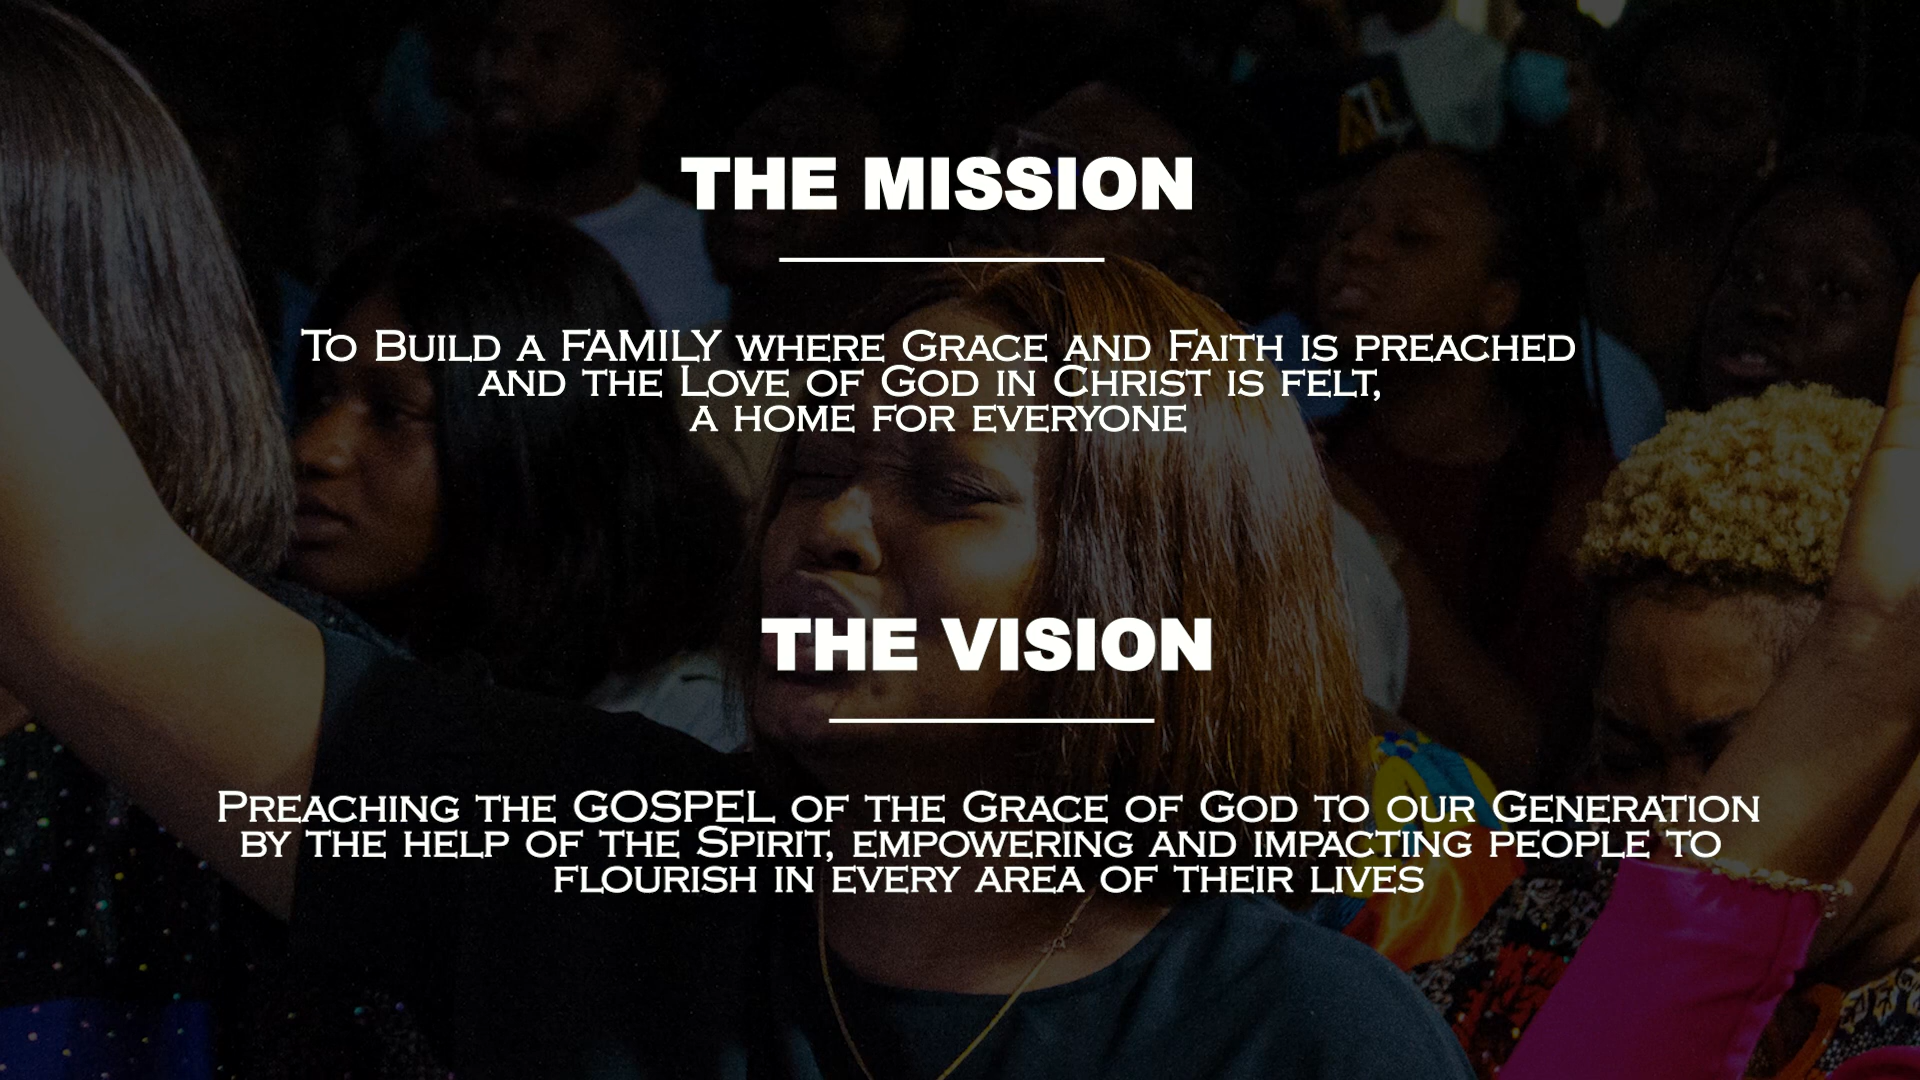 THE MISSION
To Build a FAMILY where Grace and Faith is preached
and the Love of God in Christ is felt,
a home for everyone
THE VISION
Preaching the GOSPEL of the Grace of God to our Generation
by the help of the Spirit, empowering and impacting people to
flourish in every area of their lives